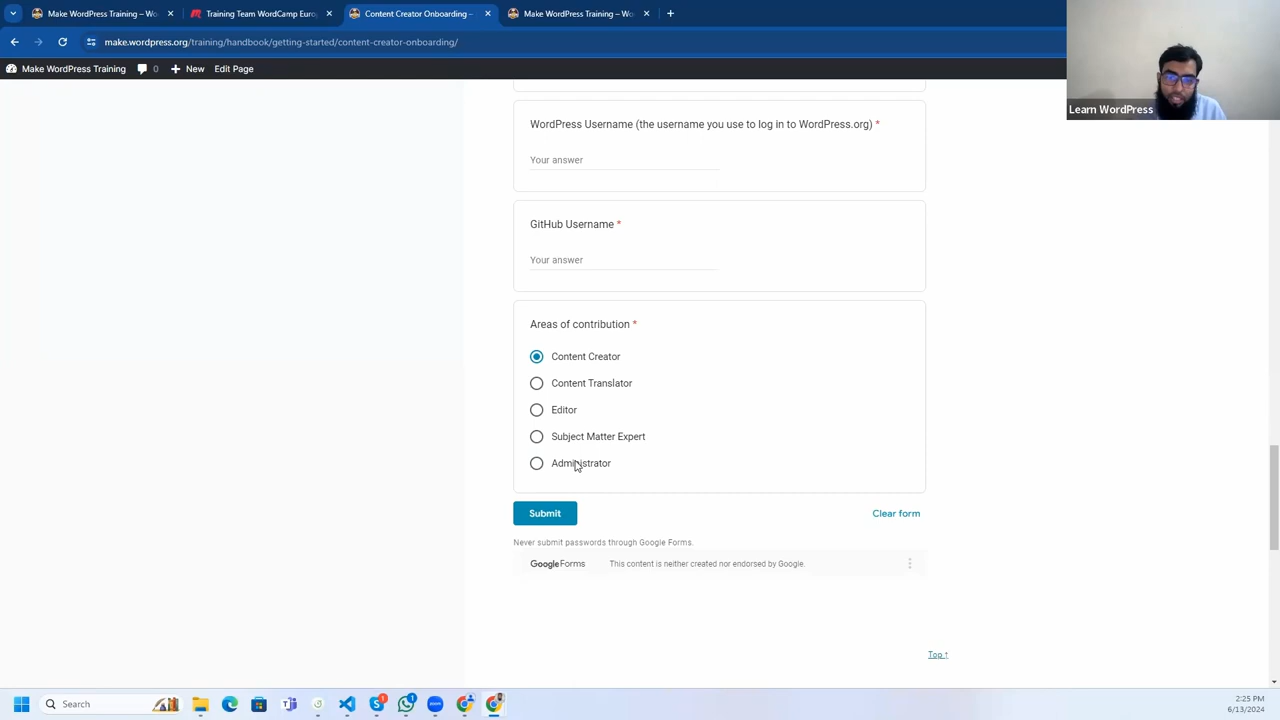 Make WordPress Training – Wo
Training Team WordCamp Euro
Content Creator Onboarding –
Make WordPress Training – Wo
make.wordpress.org/training/handbook/getting-started/content-creator-onboarding/
Make WordPress Training
0
New
Edit Page
Learn WordPress
WordPress Username (the username you use to log in to WordPress.org) *
Your answer
GitHub Username *
Your answer
Areas of contribution *
Content Creator
Content Translator
Editor
Subject Matter Expert
Administrator
Submit
Clear form
Never submit passwords through Google Forms.
Google Forms
This content is neither created nor endorsed by Google.
Top ↑
Search
2:25 PM
6/13/2024